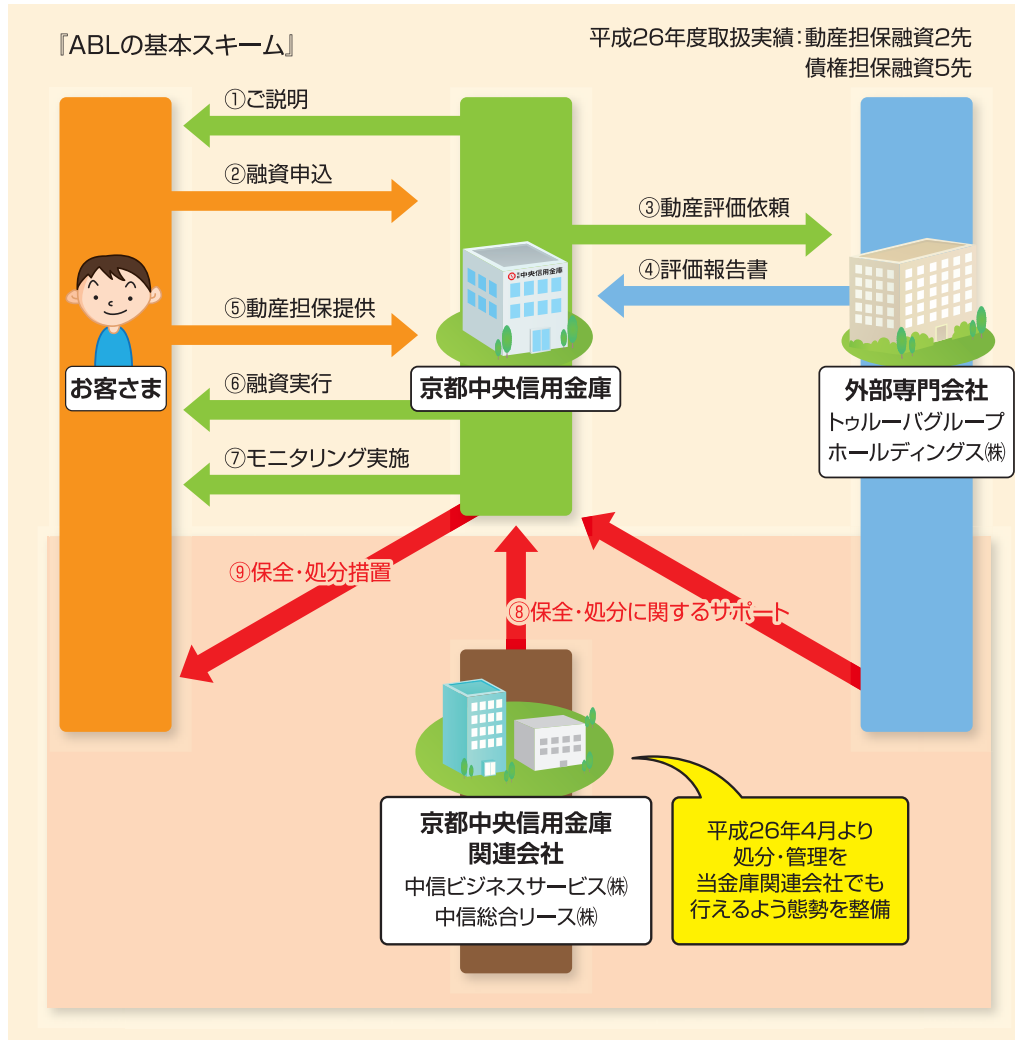 『ABLの基本スキーム』
平成26年度取扱実績：動産担保融資2先
債権担保融資5先
①ご説明
②融資申込
③動産評価依頼
④評価報告書
中央信用金庫
⑤動産担保提供
⑥融資実行
⑦モニタリング実施
お客さま
京都中央信用金庫
外部専門会社
トゥルーバグループ
ホールディングス㈱
⑨保全・処分措置
⑧保全・処分に関するサポート
京都中央信用金庫
関連会社
中信ビジネスサービス㈱
中信総合リース㈱
平成26年4月より
処分・管理を
当金庫関連会社でも
行えるよう態勢を整備